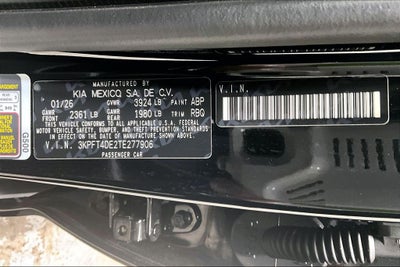 MANUFACTURED BY
KIA MEXICO, S.A. DE C.V.
01/26 GVWR 3924 LB PAINT ABP
GAWR FRONT 2361 LB GAWR REAR 1980 LB TRIM RBQ
THIS VEHICLE CONFORMS TO ALL APPLICABLE U.S.A. FEDERAL
MOTOR VEHICLE SAFETY, BUMPER, AND THEFT PREVENTION
STANDARDS IN EFFECT ON THE DATE OF MANUFACTURE SHOWN ABOVE.
V.I.N. 3KPFT4DE2TE277906
PASSENGER CAR
V.I.N.
G500